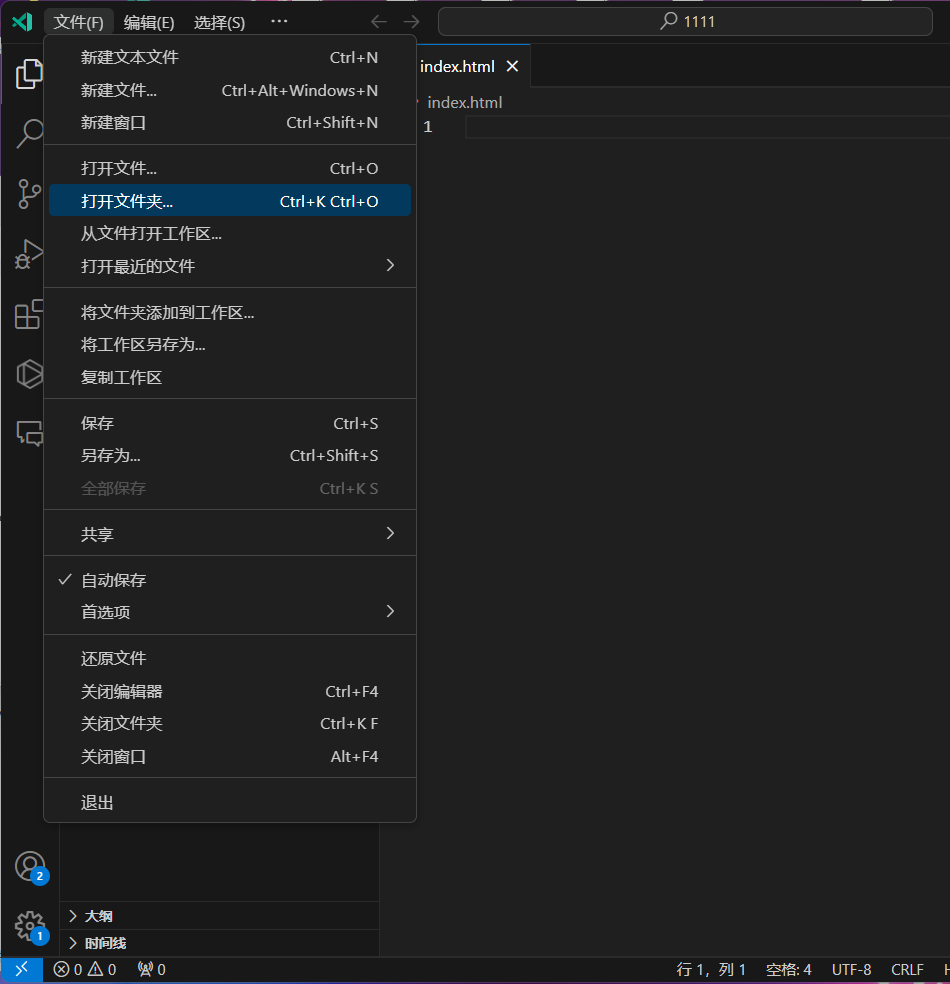 文件(F) 编辑(E) 选择(S) ··· 1111
新建文本文件 Ctrl+N
新建文件... Ctrl+Alt+Windows+N
新建窗口 Ctrl+Shift+N
打开文件... Ctrl+O
打开文件夹... Ctrl+K Ctrl+O
从文件打开工作区...
打开最近的文件
将文件夹添加到工作区...
将工作区另存为...
复制工作区
保存 Ctrl+S
另存为... Ctrl+Shift+S
全部保存 Ctrl+K S
共享
自动保存
首选项
还原文件
关闭编辑器 Ctrl+F4
关闭文件夹 Ctrl+K F
关闭窗口 Alt+F4
退出
index.html
index.html
1
2
1
大纲
时间线
0 0 0 行 1，列 1 空格: 4 UTF-8 CRLF